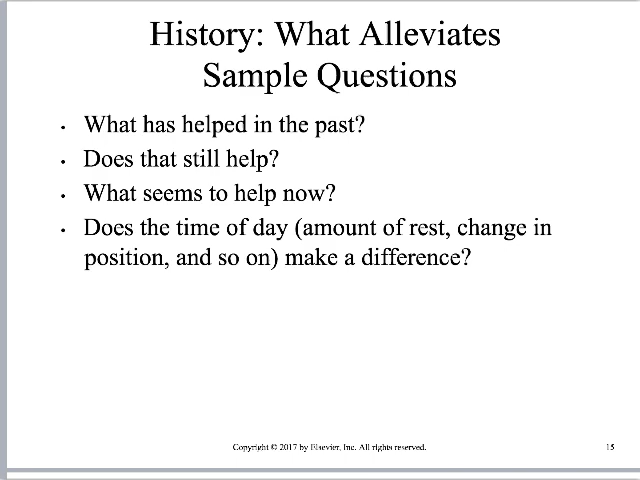 History: What Alleviates
Sample Questions
• What has helped in the past?
• Does that still help?
• What seems to help now?
• Does the time of day (amount of rest, change in
position, and so on) make a difference?
Copyright © 2017 by Elsevier, Inc. All rights reserved.
15